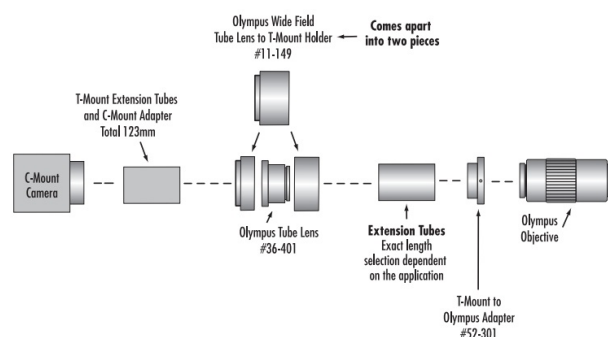 Olympus Wide Field
Tube Lens to T-Mount Holder
#11-149
Comes apart
into two pieces
T-Mount Extension Tubes
and C-Mount Adapter
Total 123mm
C-Mount
Camera
Olympus Tube Lens
#36-401
Extension Tubes
Exact length
selection dependent
on the application
Olympus
Objective
T-Mount to
Olympus Adapter
#52-301